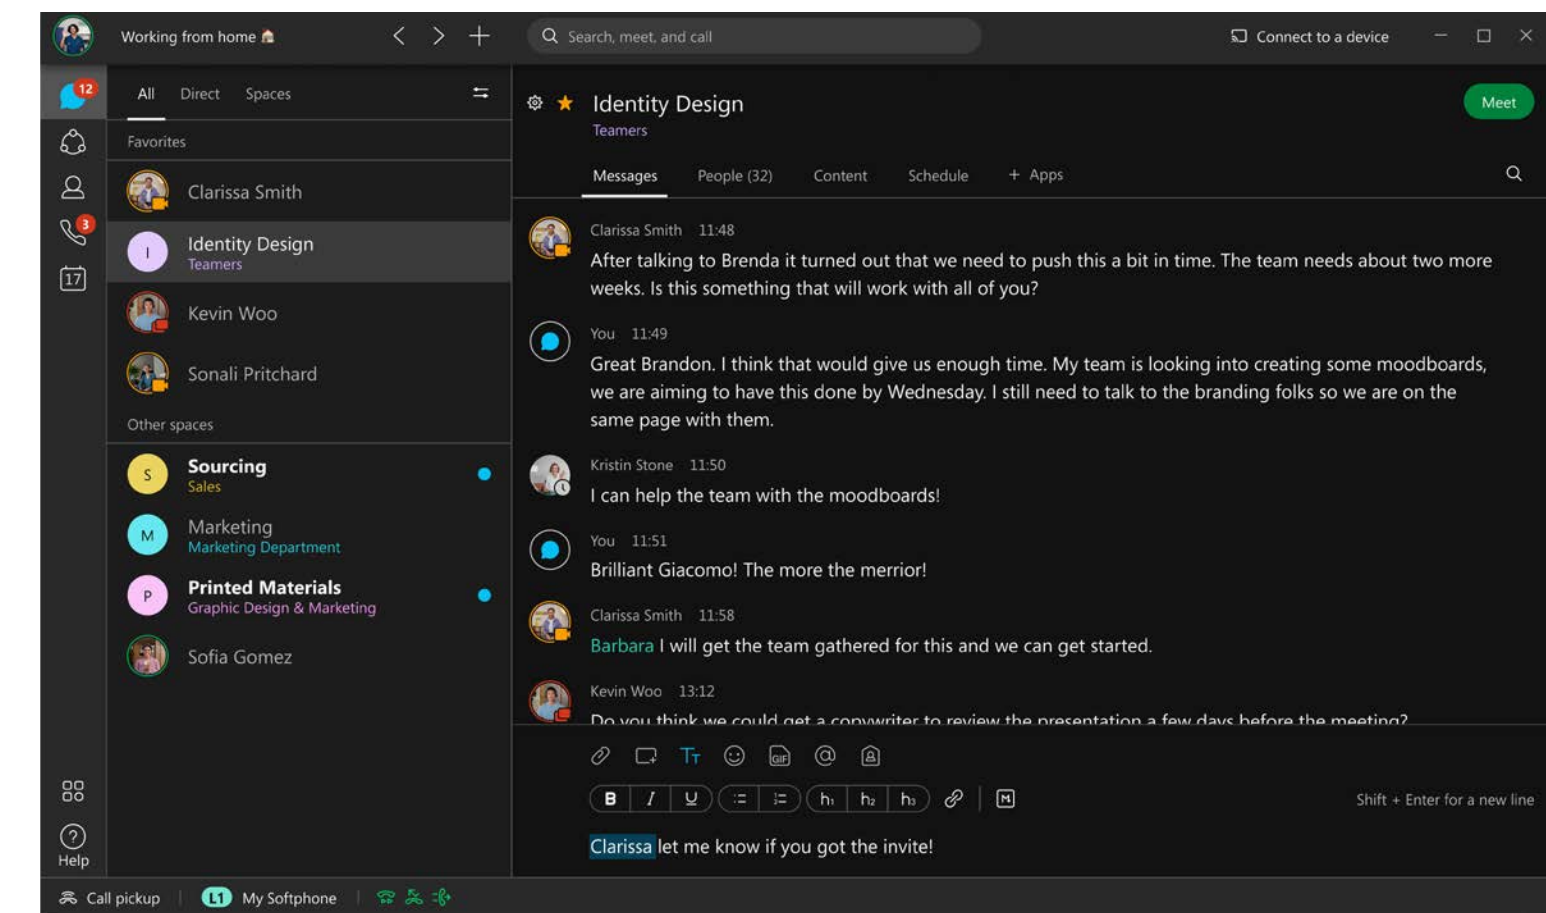 Working from home
Search, meet, and call
Connect to a device
12
3
17
Help
All Direct Spaces
Favorites
Clarissa Smith
I
Identity Design
Teamers
Kevin Woo
Sonali Pritchard
Other spaces
S
Sourcing
Sales
M
Marketing
Marketing Department
P
Printed Materials
Graphic Design & Marketing
Sofia Gomez
Identity Design
Teamers
Meet
Messages People (32) Content Schedule + Apps
Clarissa Smith 11:48
After talking to Brenda it turned out that we need to push this a bit in time. The team needs about two more
weeks. Is this something that will work with all of you?
You 11:49
Great Brandon. I think that would give us enough time. My team is looking into creating some moodboards,
we are aiming to have this done by Wednesday. I still need to talk to the branding folks so we are on the
same page with them.
Kristin Stone 11:50
I can help the team with the moodboards!
You 11:51
Brilliant Giacomo! The more the merrior!
Clarissa Smith 11:58
Barbara I will get the team gathered for this and we can get started.
Kevin Woo 13:12
Do you think we could get a copywriter to review the presentation a few days before the meeting?
TT GIF @
B I U h1 h2 h3 M
Shift + Enter for a new line
Clarissa let me know if you got the invite!
Call pickup L1 My Softphone